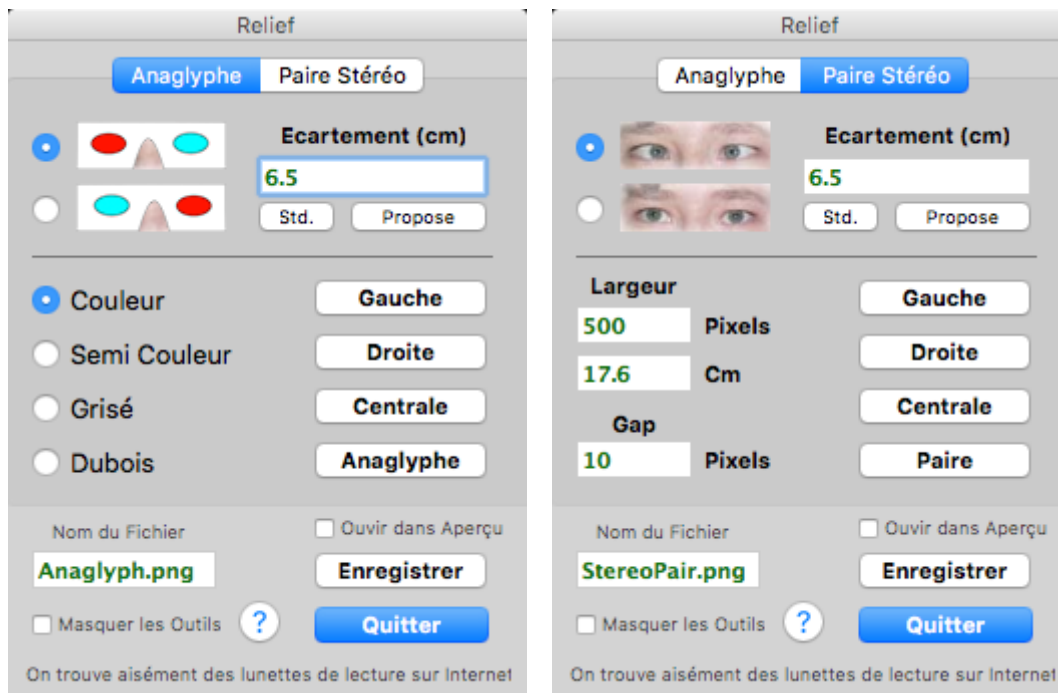 Relief
Anaglyphe Paire Stéréo
Ecartement (cm)
6.5
Std. Propose
Couleur Gauche
Semi Couleur Droite
Grisé Centrale
Dubois Anaglyphe
Nom du Fichier Ouvir dans Aperçu
Anaglyph.png Enregistrer
Masquer les Outils ? Quitter
On trouve aisément des lunettes de lecture sur Internet
Relief
Anaglyphe Paire Stéréo
Ecartement (cm)
6.5
Std. Propose
Largeur Gauche
500 Pixels
Droite
17.6 Cm
Centrale
Gap
10 Pixels Paire
Nom du Fichier Ouvir dans Aperçu
StereoPair.png Enregistrer
Masquer les Outils ? Quitter
On trouve aisément des lunettes de lecture sur Internet